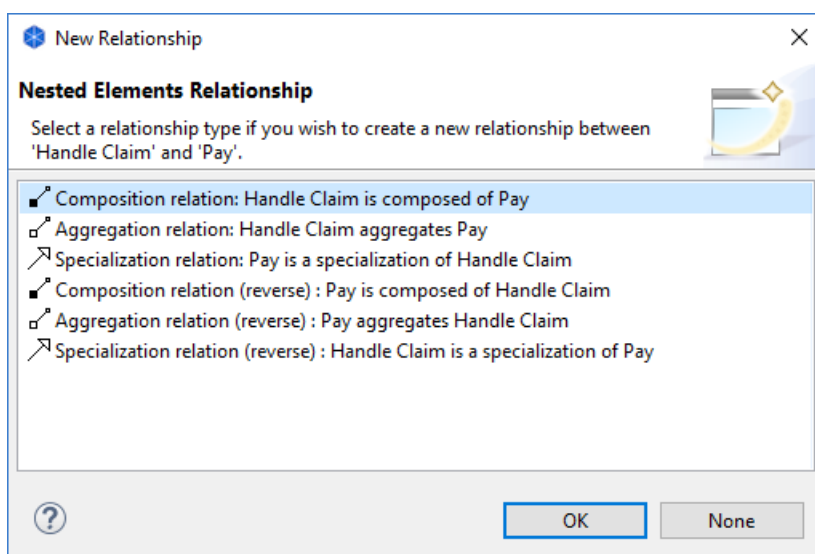 New Relationship
Nested Elements Relationship
Select a relationship type if you wish to create a new relationship between
'Handle Claim' and 'Pay'.
Composition relation: Handle Claim is composed of Pay
Aggregation relation: Handle Claim aggregates Pay
Specialization relation: Pay is a specialization of Handle Claim
Composition relation (reverse) : Pay is composed of Handle Claim
Aggregation relation (reverse) : Pay aggregates Handle Claim
Specialization relation (reverse) : Handle Claim is a specialization of Pay
?
OK
None